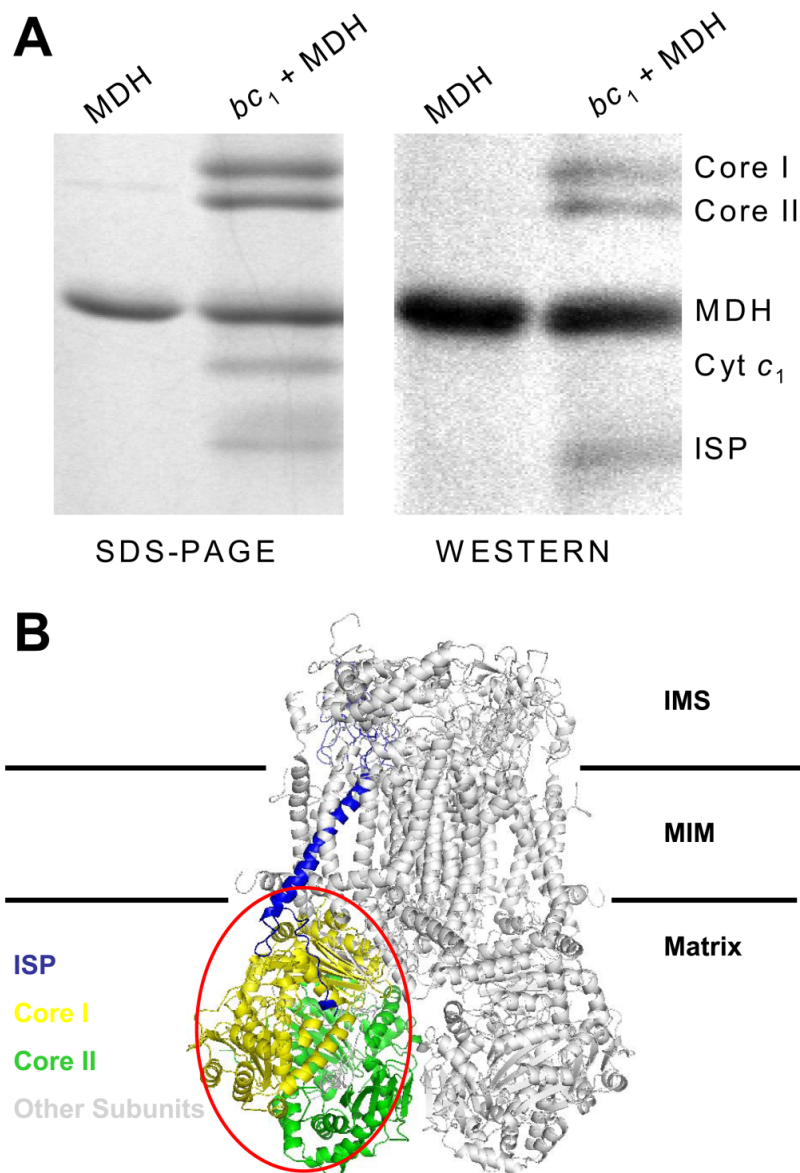 A
MDH
bc1 + MDH
MDH
bc1 + MDH
Core I
Core II
MDH
Cyt c1
ISP
SDS-PAGE
WESTERN
B
IMS
MIM
Matrix
ISP
Core I
Core II
Other Subunits